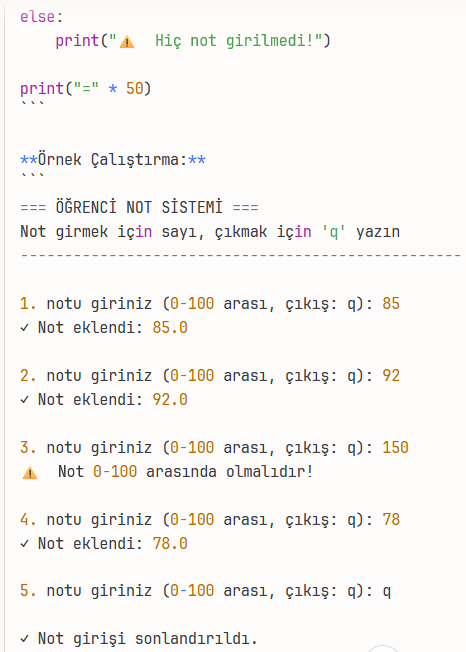 else:
    print("⚠️  Hiç not girilmedi!")

print("=" * 50)
```

**Örnek Çalıştırma:**
```
=== ÖĞRENCİ NOT SİSTEMİ ===
Not girmek için sayı, çıkmak için 'q' yazın
--------------------------------------------------

1. notu giriniz (0-100 arası, çıkış: q): 85
✓ Not eklendi: 85.0

2. notu giriniz (0-100 arası, çıkış: q): 92
✓ Not eklendi: 92.0

3. notu giriniz (0-100 arası, çıkış: q): 150
⚠️  Not 0-100 arasında olmalıdır!

4. notu giriniz (0-100 arası, çıkış: q): 78
✓ Not eklendi: 78.0

5. notu giriniz (0-100 arası, çıkış: q): q

✓ Not girişi sonlandırıldı.